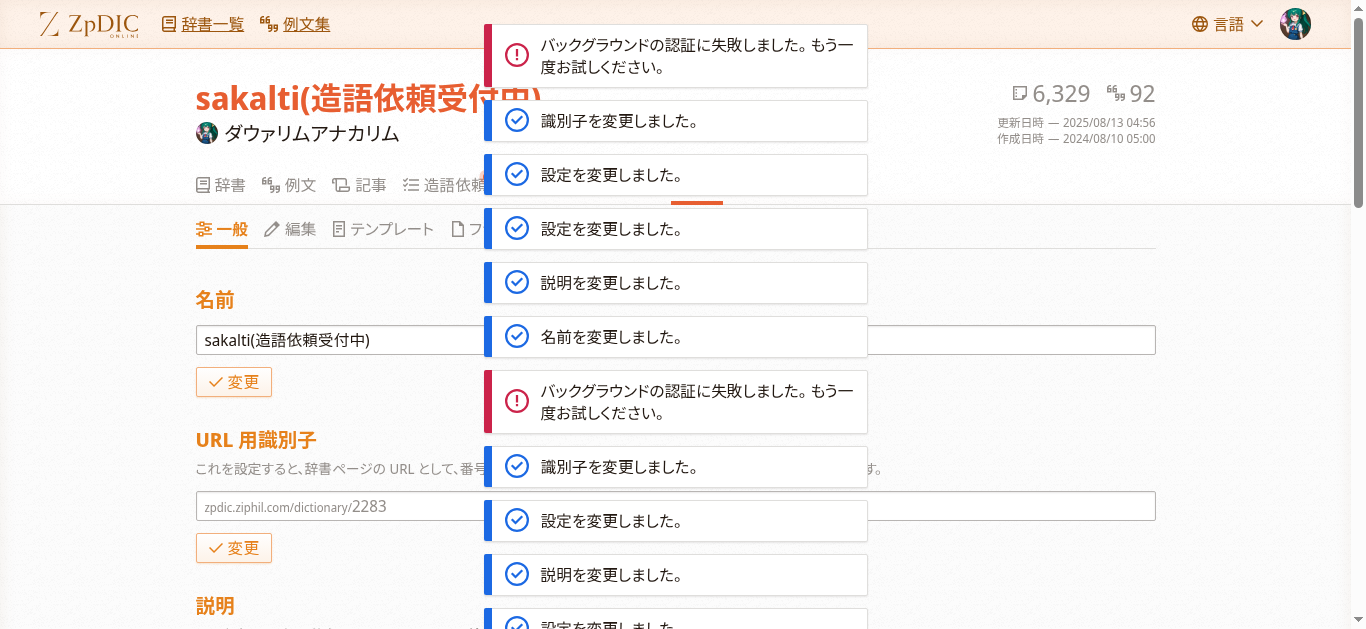 ZpDIC
ONLINE
辞書一覧
例文集
言語
バックグラウンドの認証に失敗しました。もう一
度お試しください。
sakalti(造語依頼受付中)
6,329
92
ダウァリムアナカリム
更新日時 — 2025/08/13 04:56
作成日時 — 2024/08/10 05:00
識別子を変更しました。
設定を変更しました。
辞書
例文
記事
造語依頼
設定を変更しました。
一般
編集
テンプレート
フ
説明を変更しました。
名前
名前を変更しました。
sakalti(造語依頼受付中)
変更
バックグラウンドの認証に失敗しました。もう一
度お試しください。
URL 用識別子
これを設定すると、辞書ページの URL として、番号
す。
識別子を変更しました。
zpdic.ziphil.com/dictionary/2283
設定を変更しました。
変更
説明を変更しました。
説明
設定を変更しました。